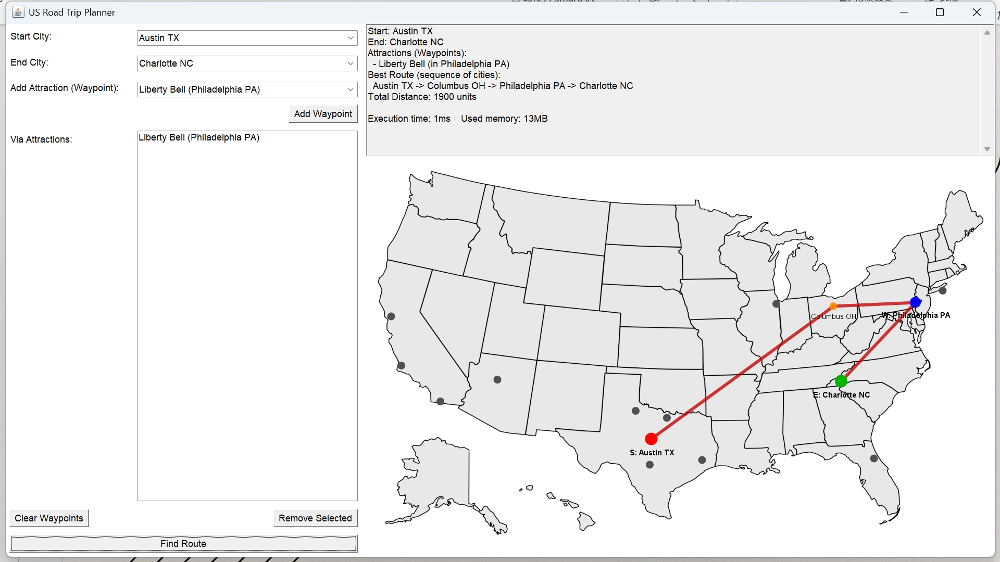 US Road Trip Planner
Start City:
Austin TX
End City:
Charlotte NC
Add Attraction (Waypoint):
Liberty Bell (Philadelphia PA)
Add Waypoint
Via Attractions:
Liberty Bell (Philadelphia PA)
Clear Waypoints
Remove Selected
Find Route
Start: Austin TX
End: Charlotte NC
Attractions (Waypoints):
- Liberty Bell (in Philadelphia PA)
Best Route (sequence of cities):
Austin TX -> Columbus OH -> Philadelphia PA -> Charlotte NC
Total Distance: 1900 units
Execution time: 1ms    Used memory: 13MB
Columbus OH
W: Philadelphia PA
E: Charlotte NC
S: Austin TX